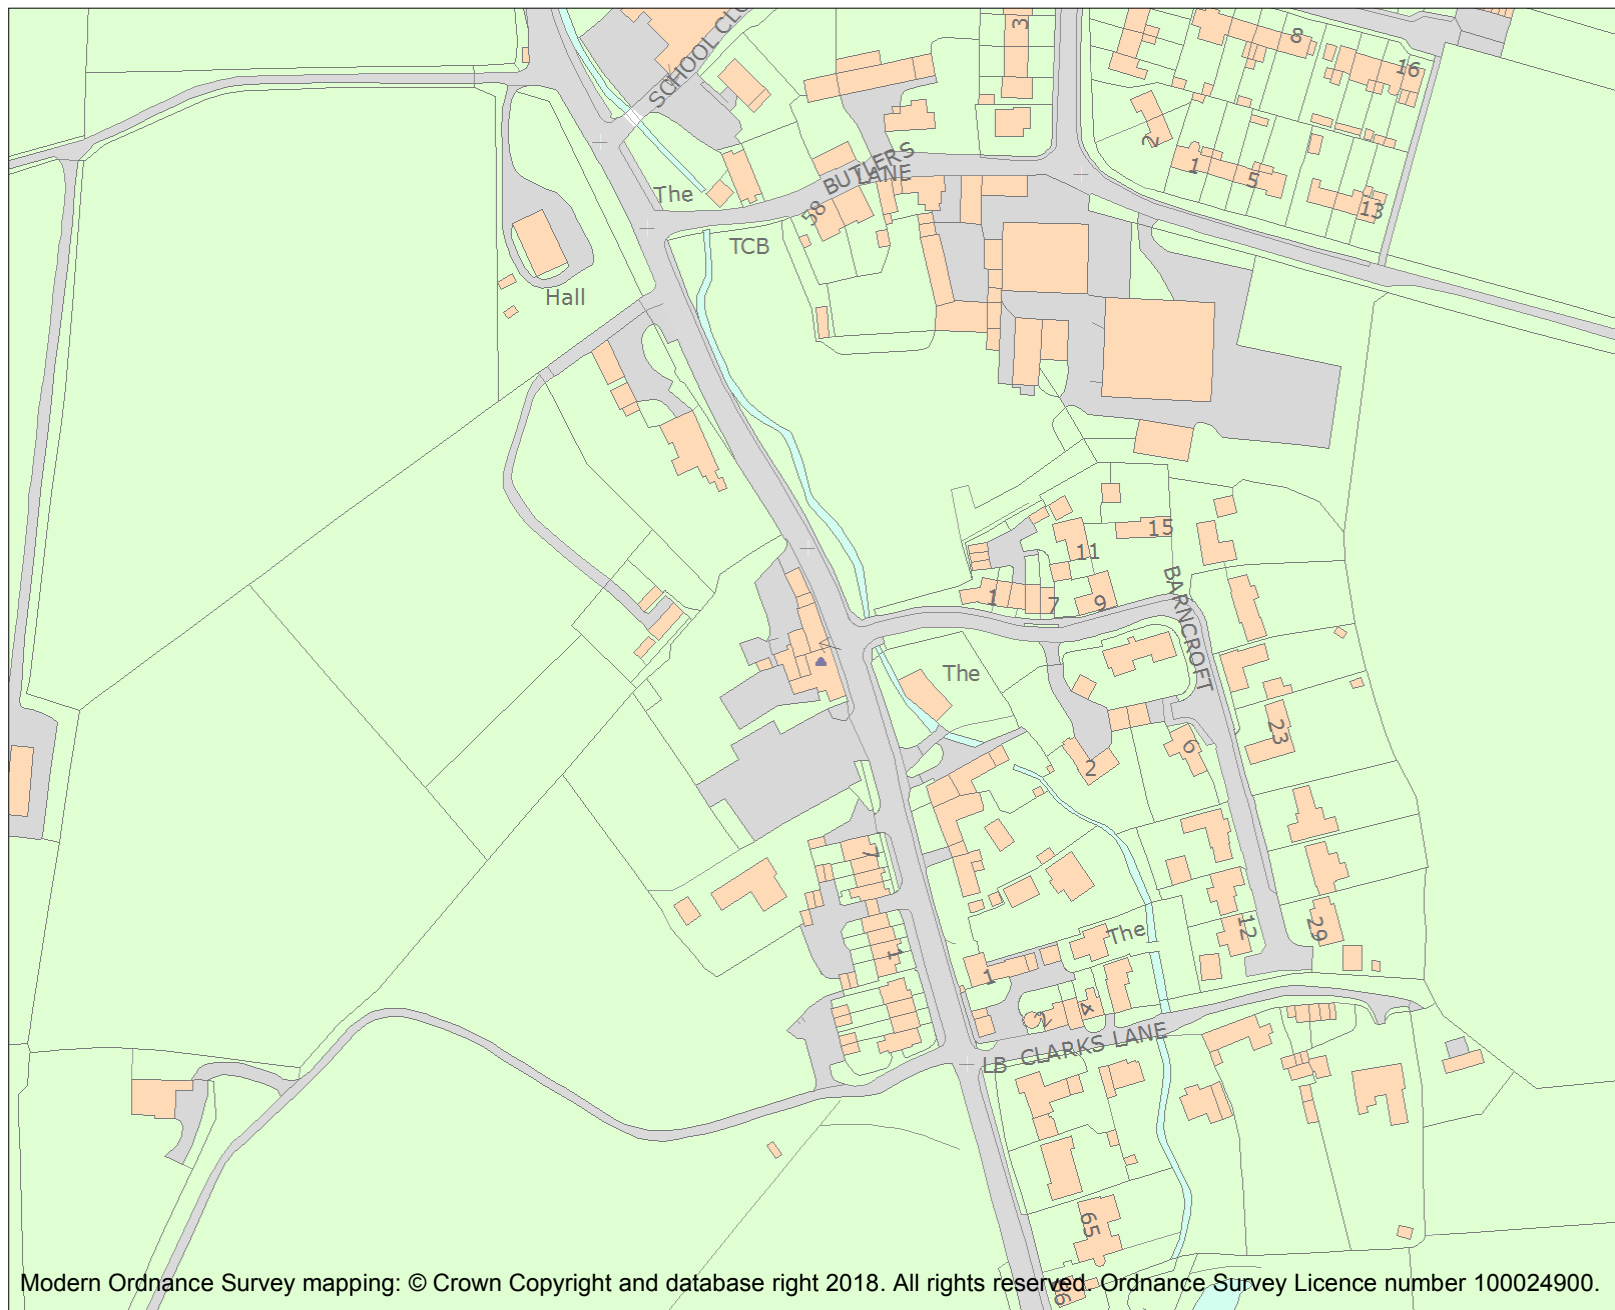 SCHOOL CLO
3
8
16
2
1
5
13
The
BUTLERS
LANE
58
TCB
Hall
15
11
1
7
9
BARNCROFT
The
23
6
2
7
12
29
The
1
1
2
4
LB
CLARKS LANE
65
Modern Ordnance Survey mapping: © Crown Copyright and database right 2018. All rights reserved. Ordnance Survey Licence number 100024900.